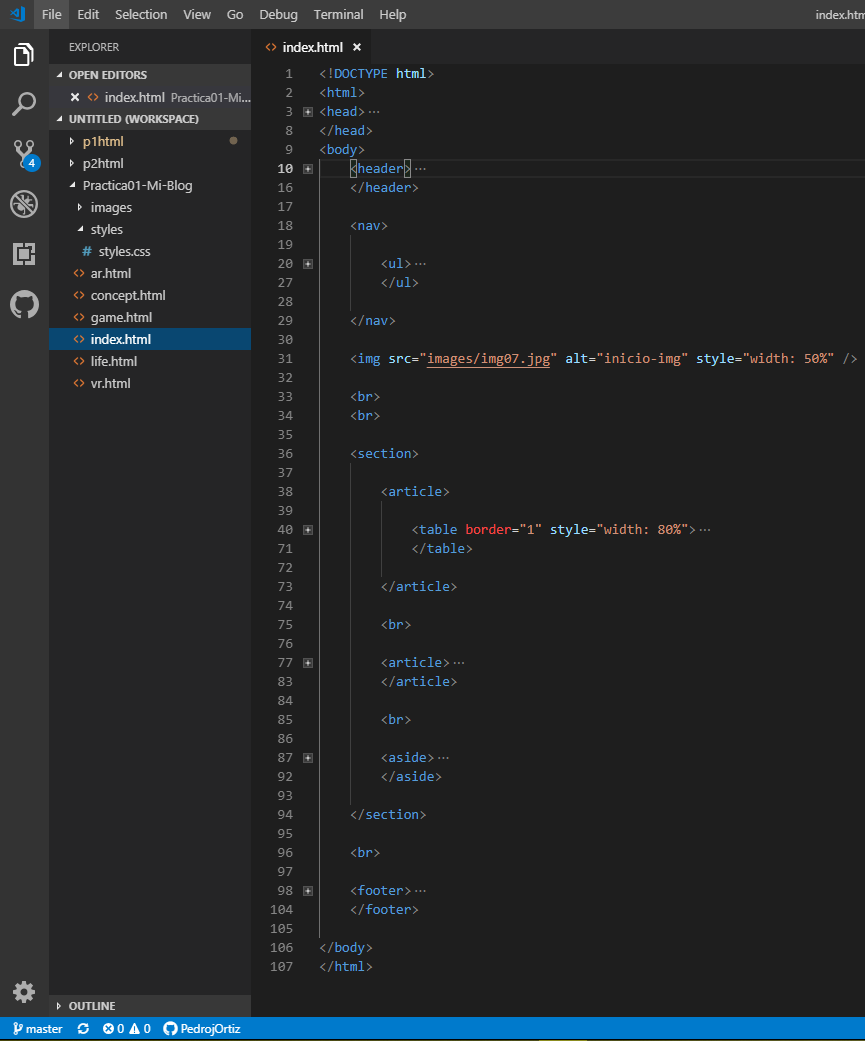 File Edit Selection View Go Debug Terminal Help index.htm
EXPLORER
OPEN EDITORS
index.html Practica01-Mi-...
UNTITLED (WORKSPACE)
p1html
p2html
Practica01-Mi-Blog
images
styles
# styles.css
<> ar.html
<> concept.html
<> game.html
<> index.html
<> life.html
<> vr.html
OUTLINE
4
<> index.html ×
1 <!DOCTYPE html>
2 <html>
3 <head>...
8 </head>
9 <body>
10 <header>...
16 </header>
17
18 <nav>
19
20 <ul>...
27 </ul>
28
29 </nav>
30
31 <img src="images/img07.jpg" alt="inicio-img" style="width: 50%" />
32
33 <br>
34 <br>
35
36 <section>
37
38 <article>
39
40 <table border="1" style="width: 80%">...
71 </table>
72
73 </article>
74
75 <br>
76
77 <article>...
83 </article>
84
85 <br>
86
87 <aside>...
92 </aside>
93
94 </section>
95
96 <br>
97
98 <footer>...
104 </footer>
105
106 </body>
107 </html>
master 0 0 PedrojOrtiz